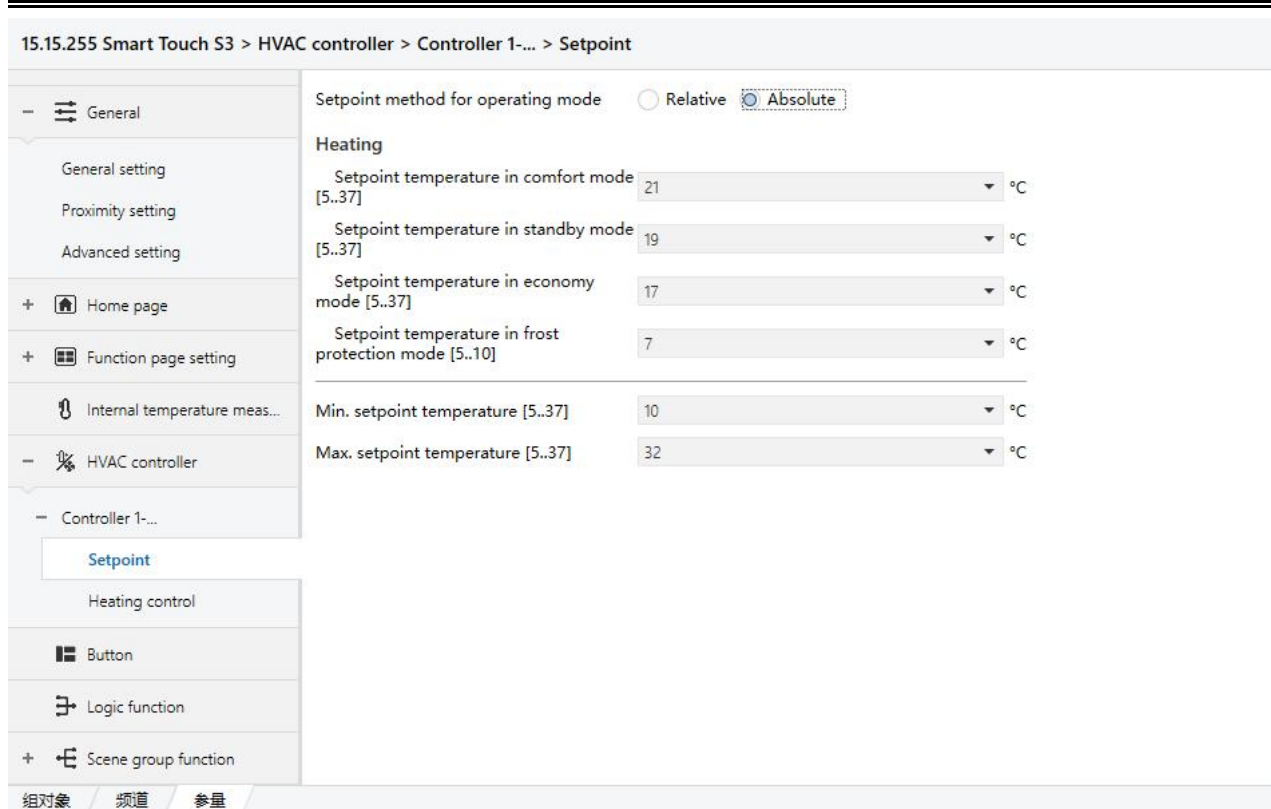 15.15.255 Smart Touch S3 > HVAC controller > Controller 1-... > Setpoint
General
General setting
Proximity setting
Advanced setting
Home page
Function page setting
Internal temperature meas...
HVAC controller
Controller 1-...
Setpoint
Heating control
Button
Logic function
Scene group function
Setpoint method for operating mode Relative Absolute
Heating
Setpoint temperature in comfort mode
[5..37] 21 °C
Setpoint temperature in standby mode
[5..37] 19 °C
Setpoint temperature in economy
mode [5..37] 17 °C
Setpoint temperature in frost
protection mode [5..10] 7 °C
Min. setpoint temperature [5..37] 10 °C
Max. setpoint temperature [5..37] 32 °C
组对象 频道 参量